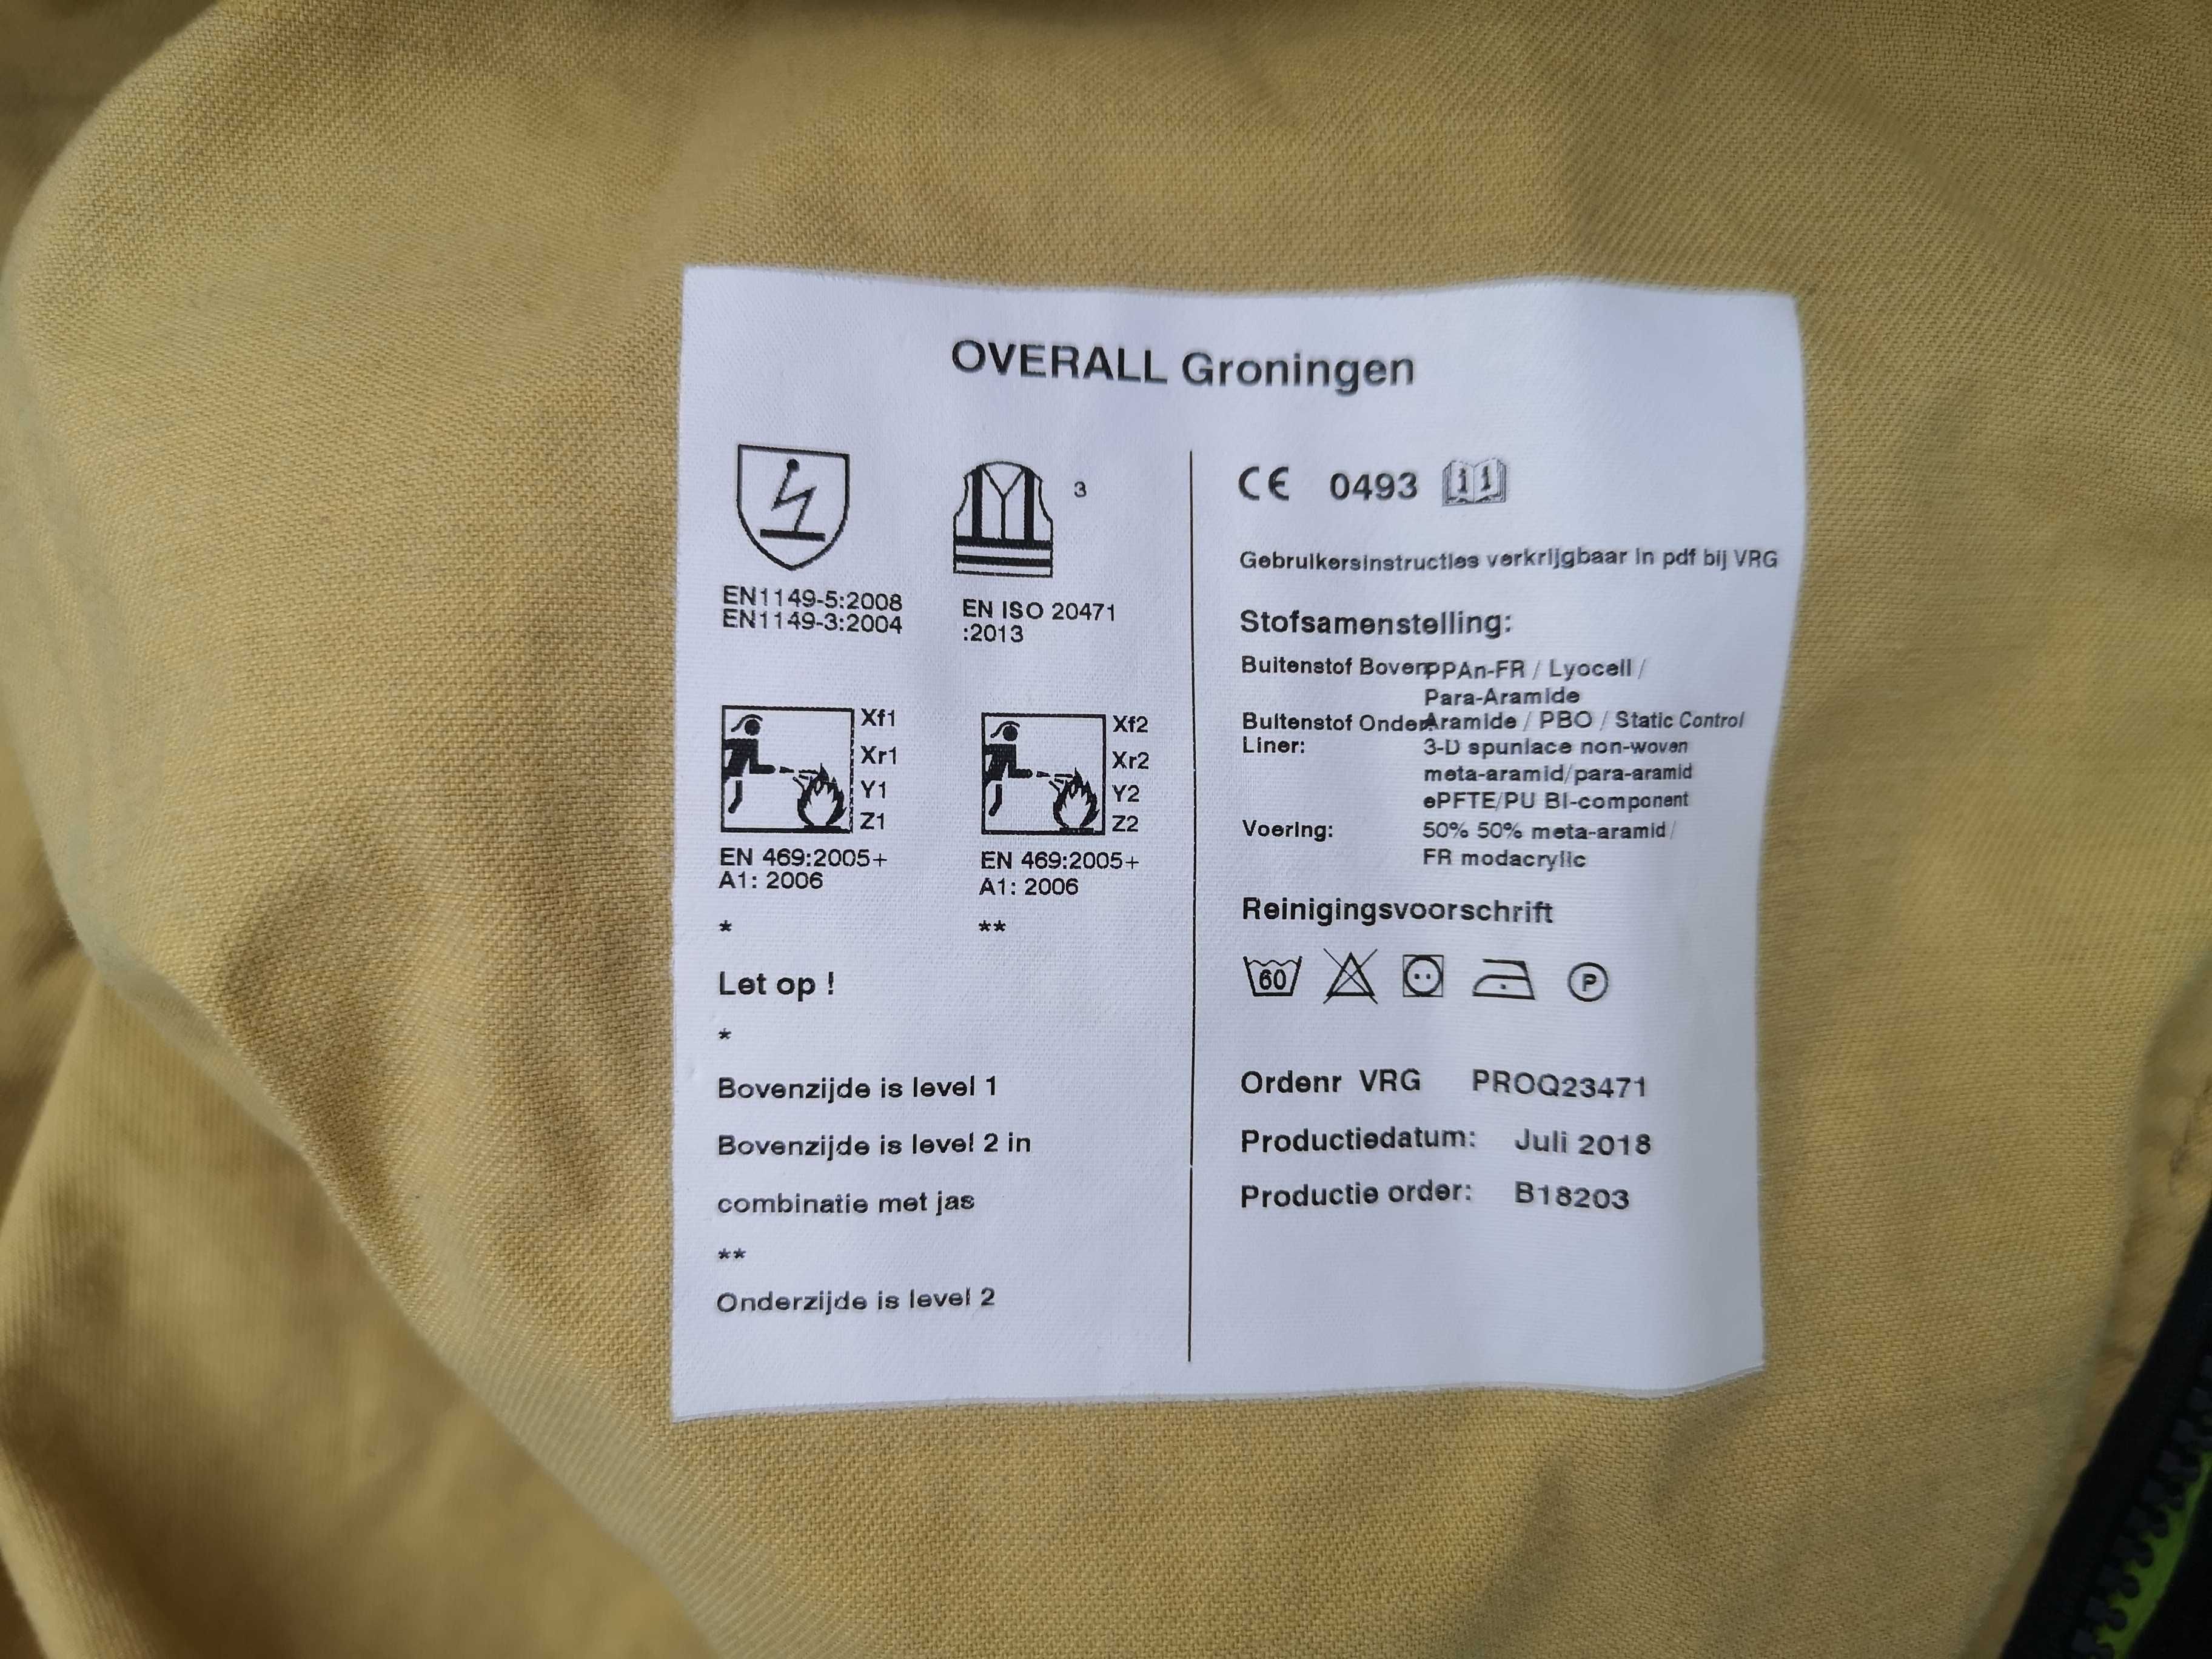 OVERALL Groningen
3
EN1149-5:2008
EN1149-3:2004
EN ISO 20471
:2013
Xf1
Xr1
Y1
Z1
EN 469:2005+
A1: 2006
*
Xf2
Xr2
Y2
Z2
EN 469:2005+
A1: 2006
**
Let op !
*
Bovenzijde is level 1
Bovenzijde is level 2 in
combinatie met jas
**
Onderzijde is level 2
CE 0493
Gebruikersinstructies verkrijgbaar in pdf bij VRG
Stofsamenstelling:
Buitenstof Boven PPAn-FR / Lyocell /
Para-Aramide
Buitenstof Onder Aramide / PBO / Static Control
Liner: 3-D spunlace non-woven
meta-aramid/para-aramid
ePFTE/PU BI-component
Voering: 50% 50% meta-aramid/
FR modacrylic
Reinigingsvoorschrift
60 P
Ordenr VRG PROQ23471
Productiedatum: Juli 2018
Productie order: B18203